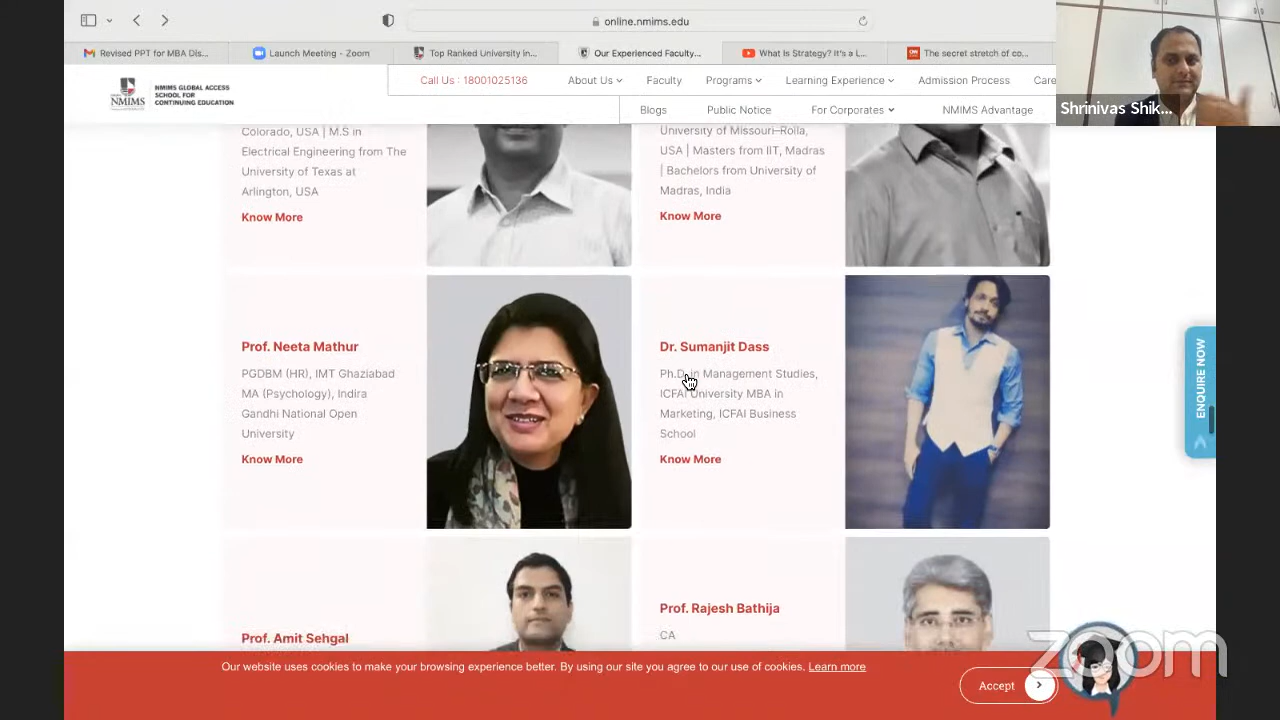 online.nmims.edu
Revised PPT for MBA Dis...
Launch Meeting - Zoom
Top Ranked University in...
Our Experienced Faculty...
What Is Strategy? It's a L...
The secret stretch of co...
Shrinivas Shik...
NMIMS
NMIMS GLOBAL ACCESS
SCHOOL FOR
CONTINUING EDUCATION
Call Us : 18001025136
About Us
Faculty
Programs
Learning Experience
Admission Process
Care
Blogs
Public Notice
For Corporates
NMIMS Advantage
Colorado, USA | M.S in
Electrical Engineering from The
University of Texas at
Arlington, USA
Know More
University of Missouri–Rolla,
USA | Masters from IIT, Madras
| Bachelors from University of
Madras, India
Know More
Prof. Neeta Mathur
PGDBM (HR), IMT Ghaziabad
MA (Psychology), Indira
Gandhi National Open
University
Know More
Dr. Sumanjit Dass
Ph.D in Management Studies,
ICFAI University MBA in
Marketing, ICFAI Business
School
Know More
ENQUIRE NOW
Prof. Amit Sehgal
Prof. Rajesh Bathija
CA
Our website uses cookies to make your browsing experience better. By using our site you agree to our use of cookies. Learn more
Accept
zoom